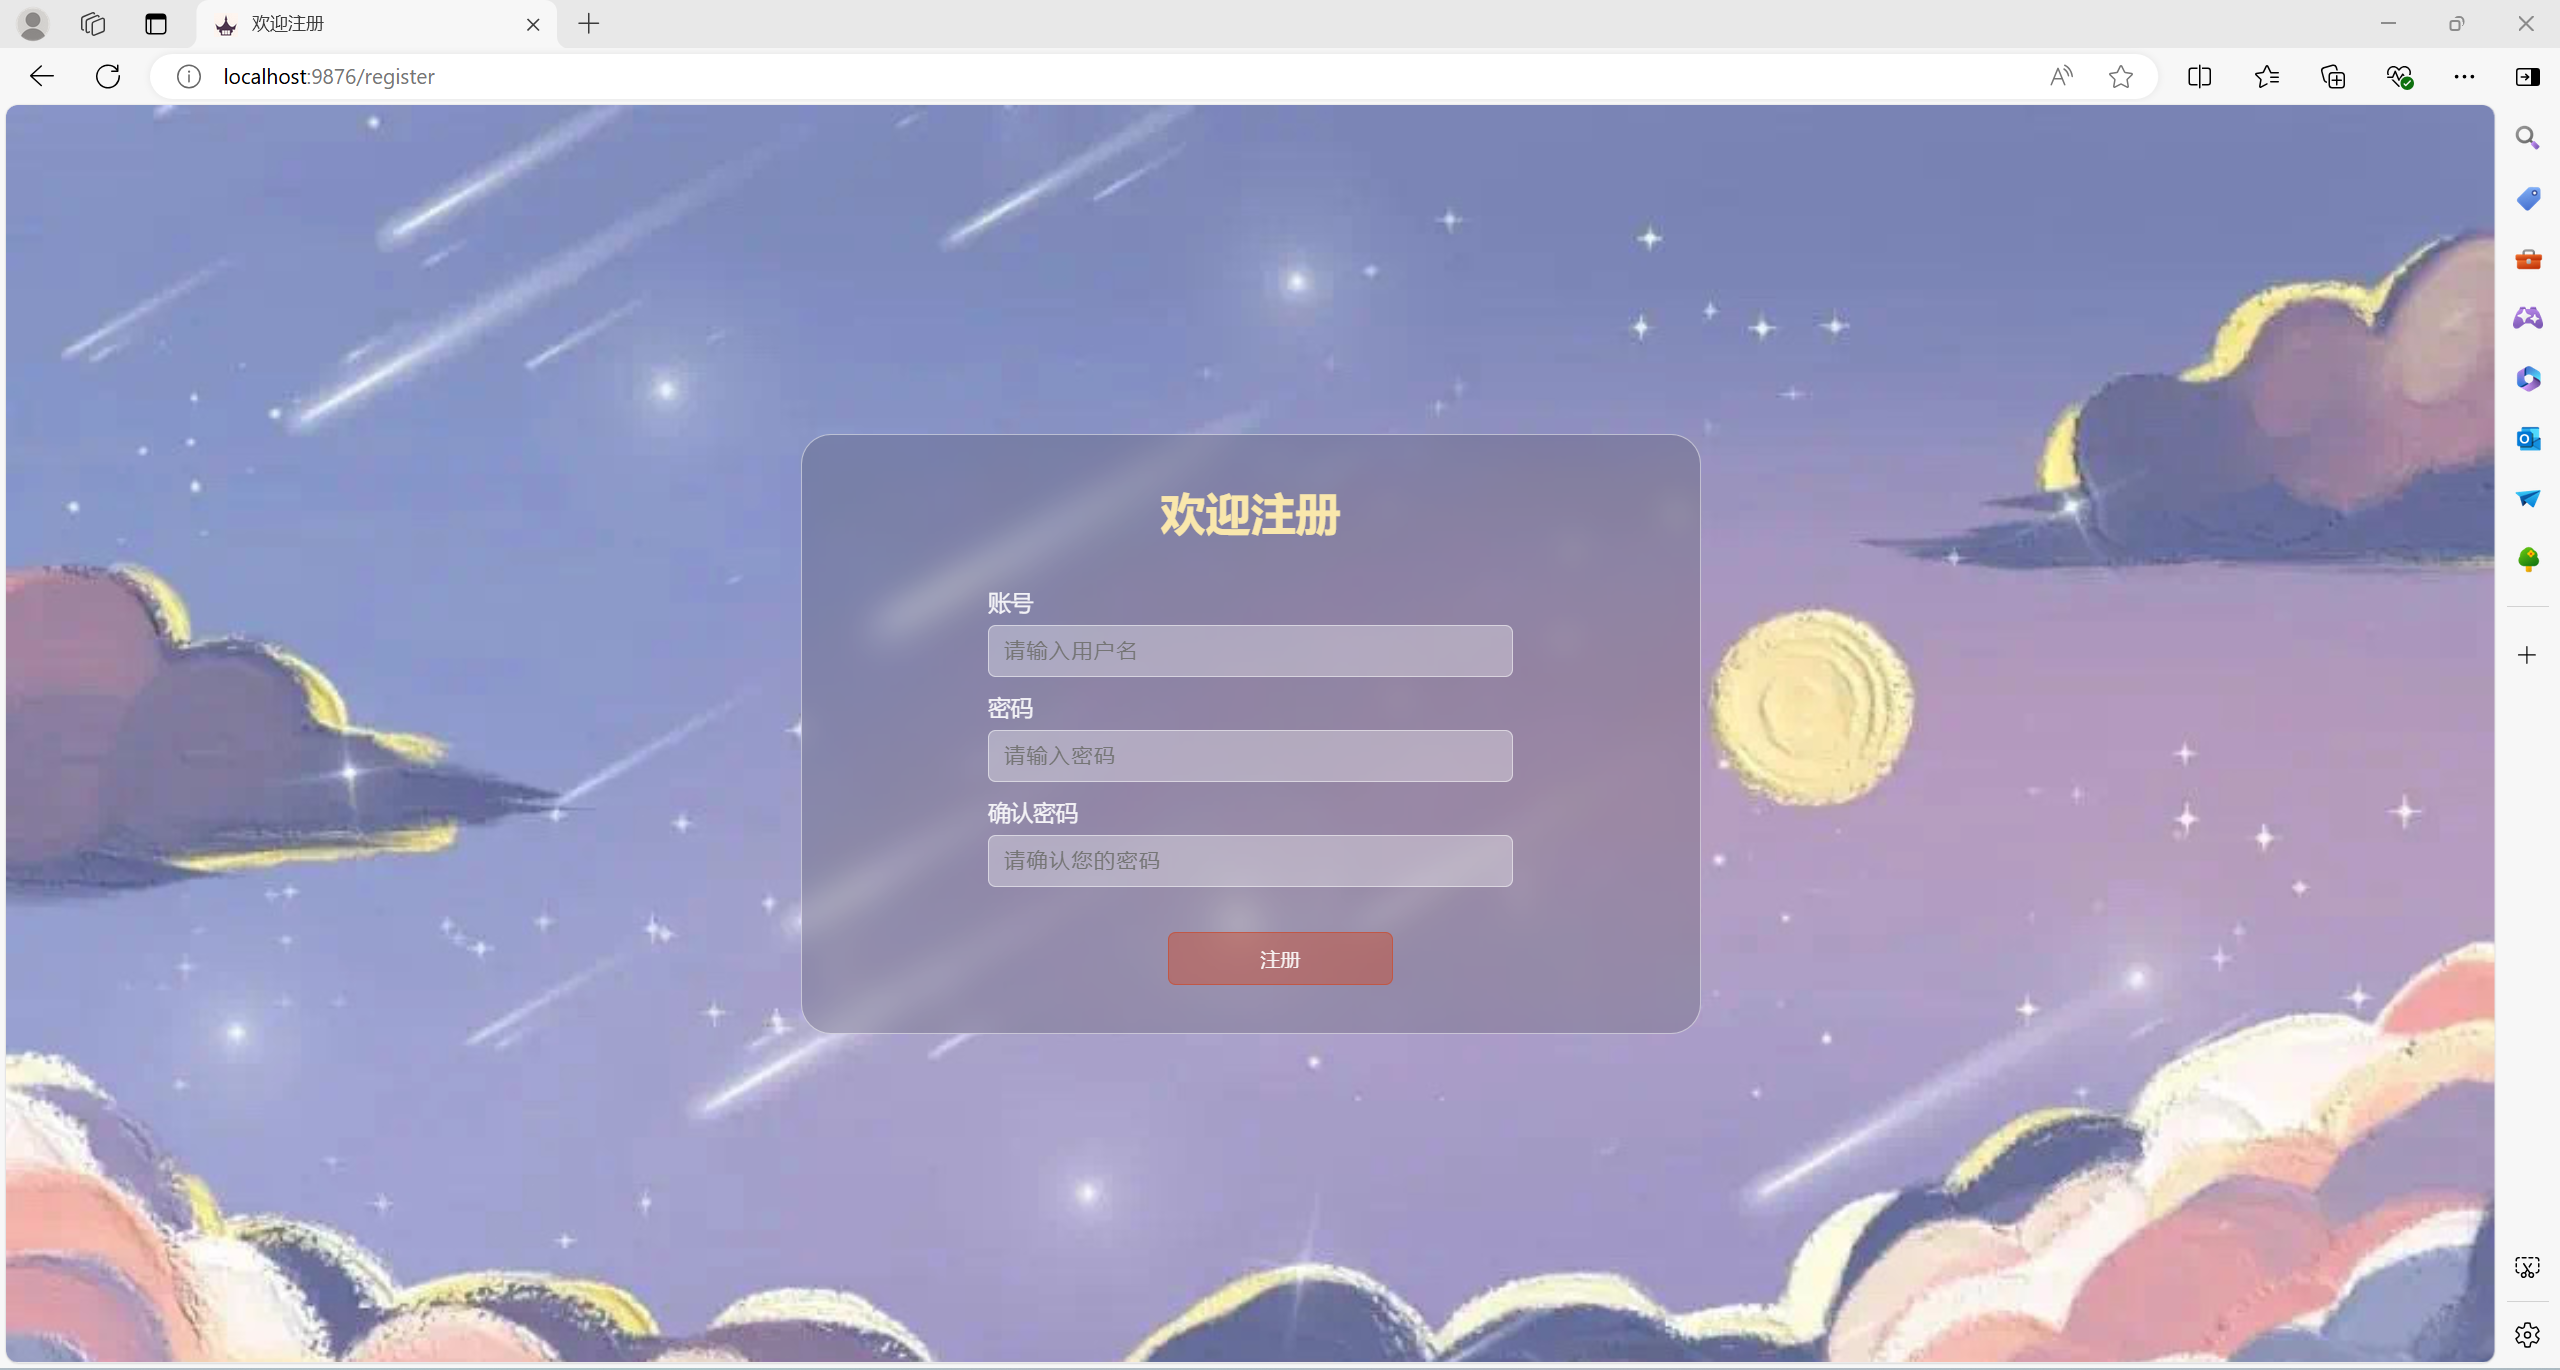 欢迎注册
localhost:9876/register
欢迎注册
账号
请输入用户名
密码
请输入密码
确认密码
请确认您的密码
注册